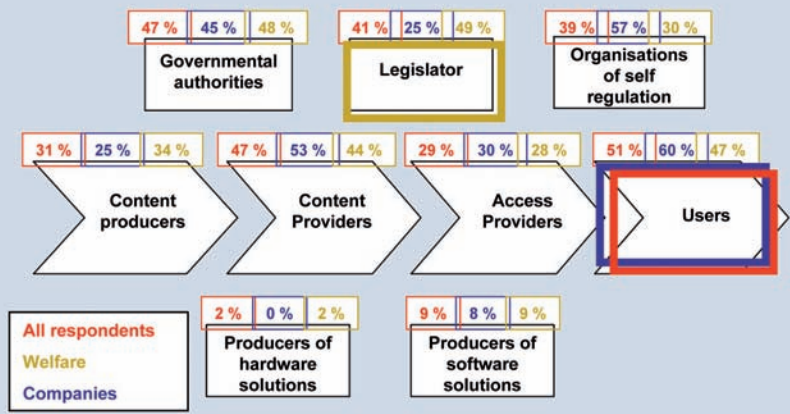 47 % 45 % 48 %
Governmental
authorities
41 % 25 % 49 %
Legislator
39 % 57 % 30 %
Organisations
of self
regulation
31 % 25 % 34 %
Content
producers
47 % 53 % 44 %
Content
Providers
29 % 30 % 28 %
Access
Providers
51 % 60 % 47 %
Users
2 % 0 % 2 %
Producers of
hardware
solutions
9 % 8 % 9 %
Producers of
software
solutions
All respondents
Welfare
Companies